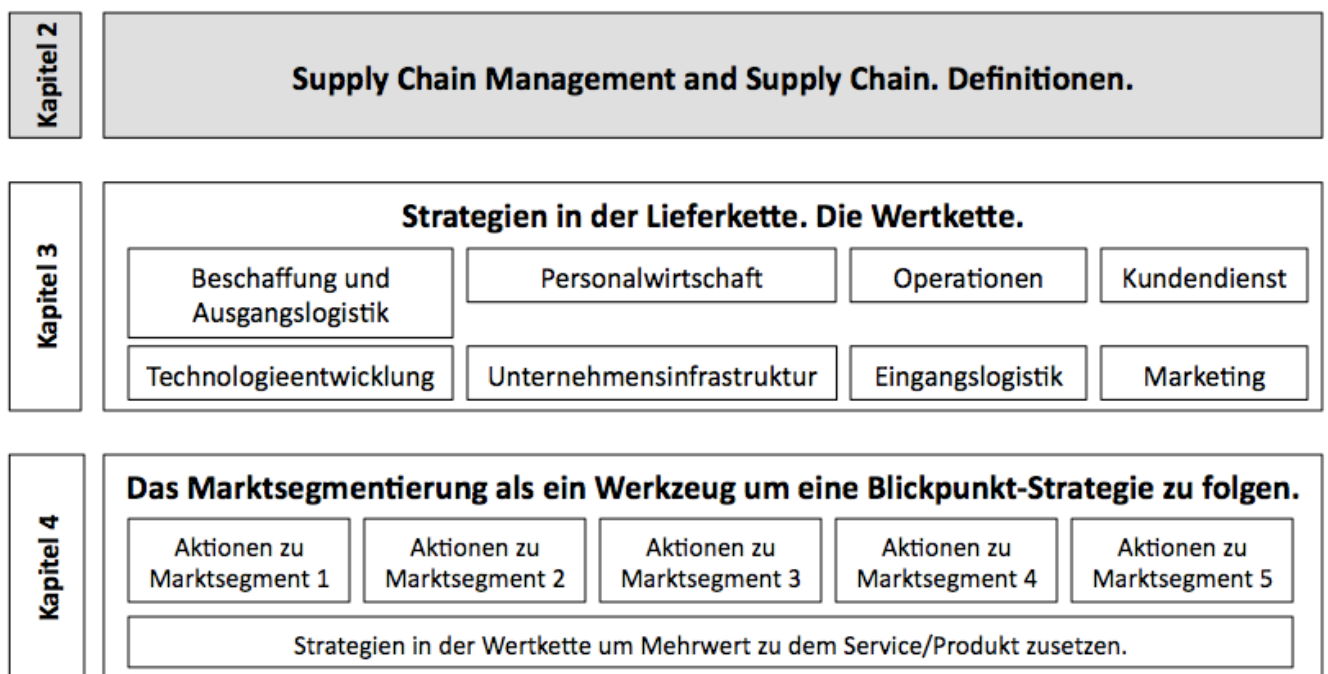 Kapitel 2
Supply Chain Management and Supply Chain. Definitionen.
Kapitel 3
Strategien in der Lieferkette. Die Wertkette.
Beschaffung und
Ausgangslogistik
Personalwirtschaft
Operationen
Kundendienst
Technologieentwicklung
Unternehmensinfrastruktur
Eingangslogistik
Marketing
Kapitel 4
Das Marktsegmentierung als ein Werkzeug um eine Blickpunkt-Strategie zu folgen.
Aktionen zu
Marktsegment 1
Aktionen zu
Marktsegment 2
Aktionen zu
Marktsegment 3
Aktionen zu
Marktsegment 4
Aktionen zu
Marktsegment 5
Strategien in der Wertkette um Mehrwert zu dem Service/Produkt zusetzen.